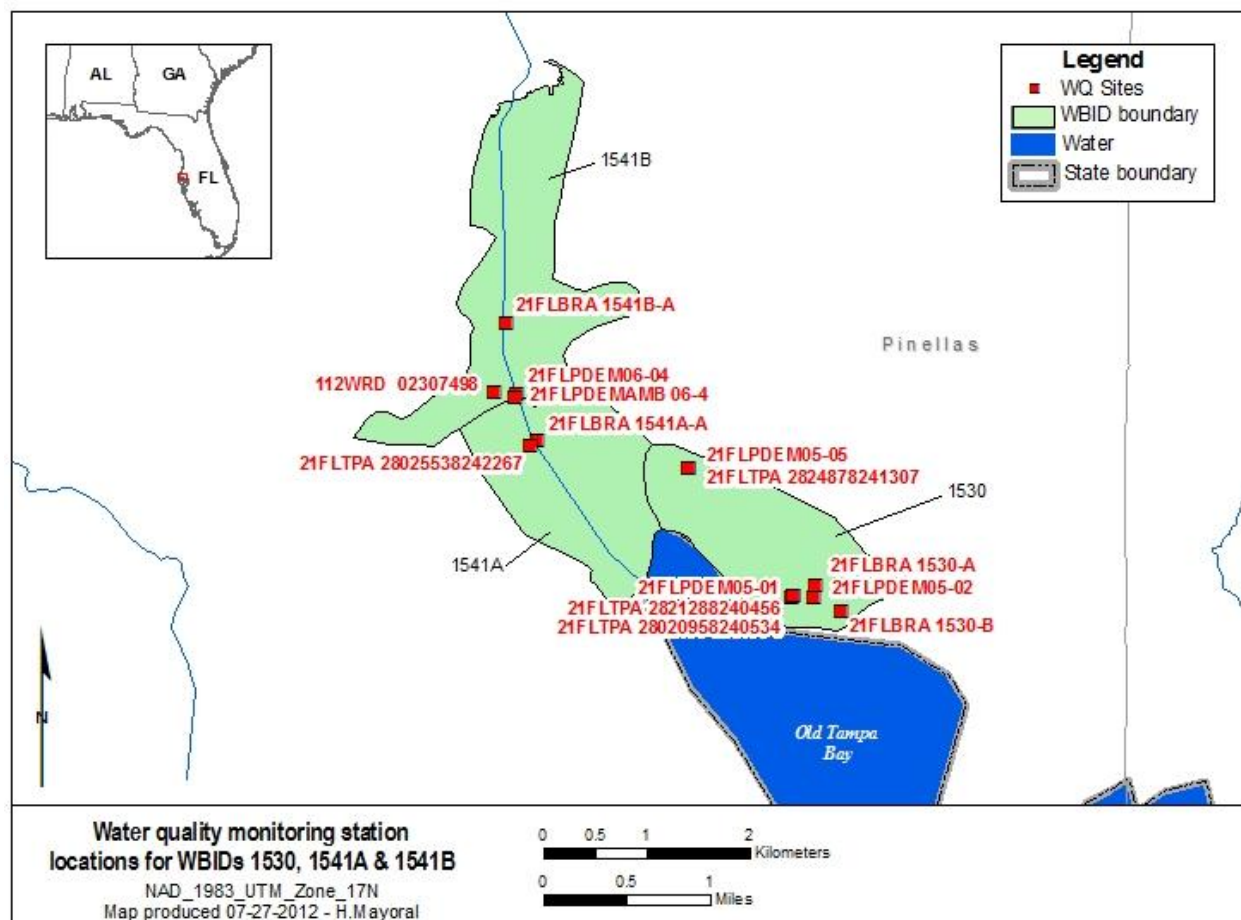 AL
GA
FL
Legend
WQ Sites
WBID boundary
Water
State boundary
1541B
21FLBRA 1541B-A
Pinellas
112WRD 02307498
21FLPDEM06-04
21FLPDEMAMB 06-4
21FLBRA 1541A-A
21FLTPA 28025538242267
21FLPDEM05-05
21FLTPA 2824878241307
1530
1541A
21FLBRA 1530-A
21FLPDEM05-01
21FLPDEM05-02
21FLTPA 2821288240456
21FLTPA 28020958240534
21FLBRA 1530-B
N
Old Tampa
Bay
Water quality monitoring station
locations for WBIDs 1530, 1541A & 1541B
NAD_1983_UTM_Zone_17N
Map produced 07-27-2012 - H.Mayoral
0 0.5 1 2
Kilometers
0 0.5 1
Miles